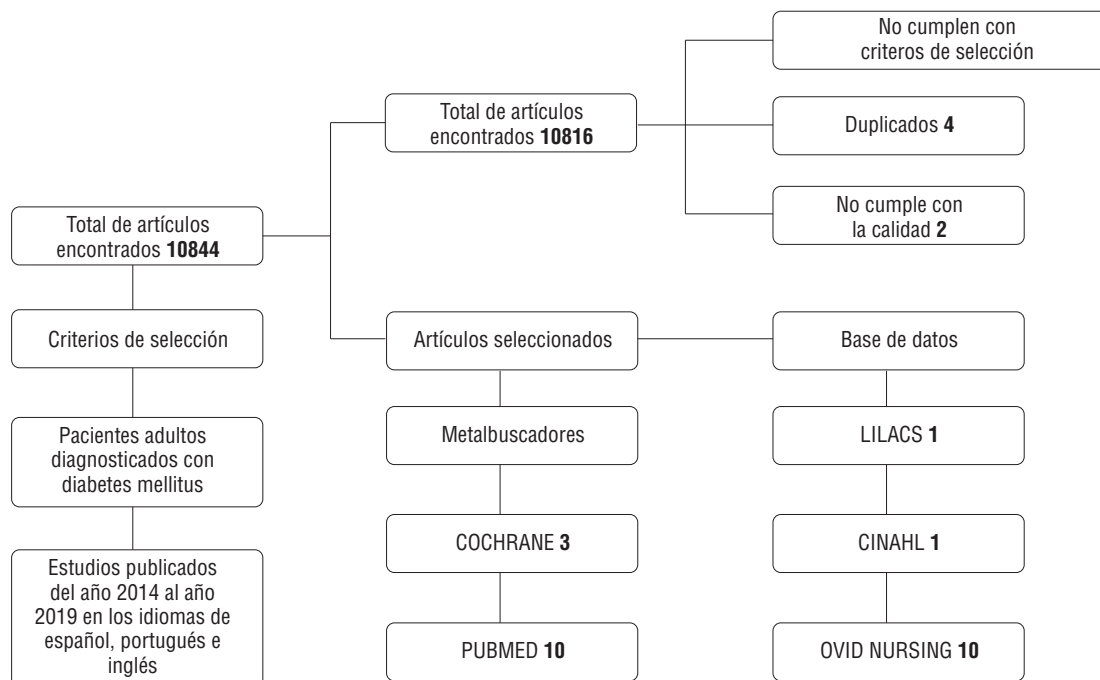 No cumplen con
criteros de selección
Total de artículos
encontrados 10816
Duplicados 4
No cumple con
la calidad 2
Total de artículos
encontrados 10844
Criterios de selección
Artículos seleccionados
Base de datos
Pacientes adultos
diagnosticados con
diabetes mellitus
Metalbuscadores
LILACS 1
COCHRANE 3
CINAHL 1
Estudios publicados
del año 2014 al año
2019 en los idiomas de
español, portugués e
inglés
PUBMED 10
OVID NURSING 10